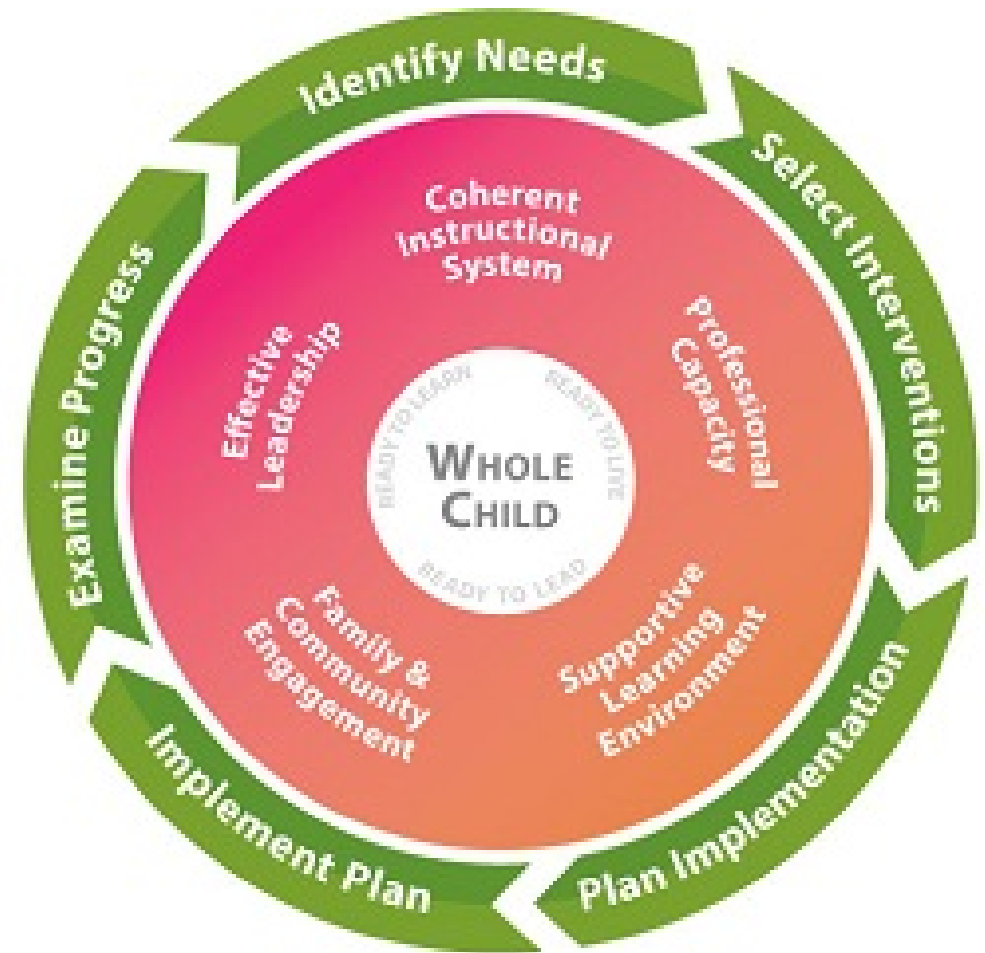 Identify Needs
Select Interventions
Plan Implementation
Implement Plan
Examine Progress
Coherent
Instructional
System
Professional
Capacity
Supportive
Learning
Environment
Family &
Community
Engagement
Effective
Leadership
READY TO LEARN
READY TO LIVE
READY TO LEAD
WHOLE
CHILD